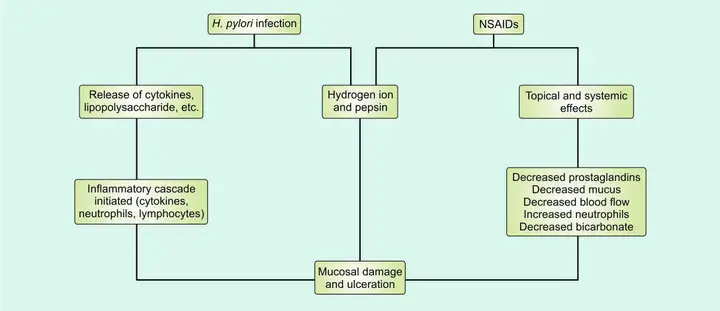 H. pylori infection
NSAIDs
Release of cytokines,
lipopolysaccharide, etc.
Hydrogen ion
and pepsin
Topical and systemic
effects
Inflammatory cascade
initiated (cytokines,
neutrophils, lymphocytes)
Decreased prostaglandins
Decreased mucus
Decreased blood flow
Increased neutrophils
Decreased bicarbonate
Mucosal damage
and ulceration